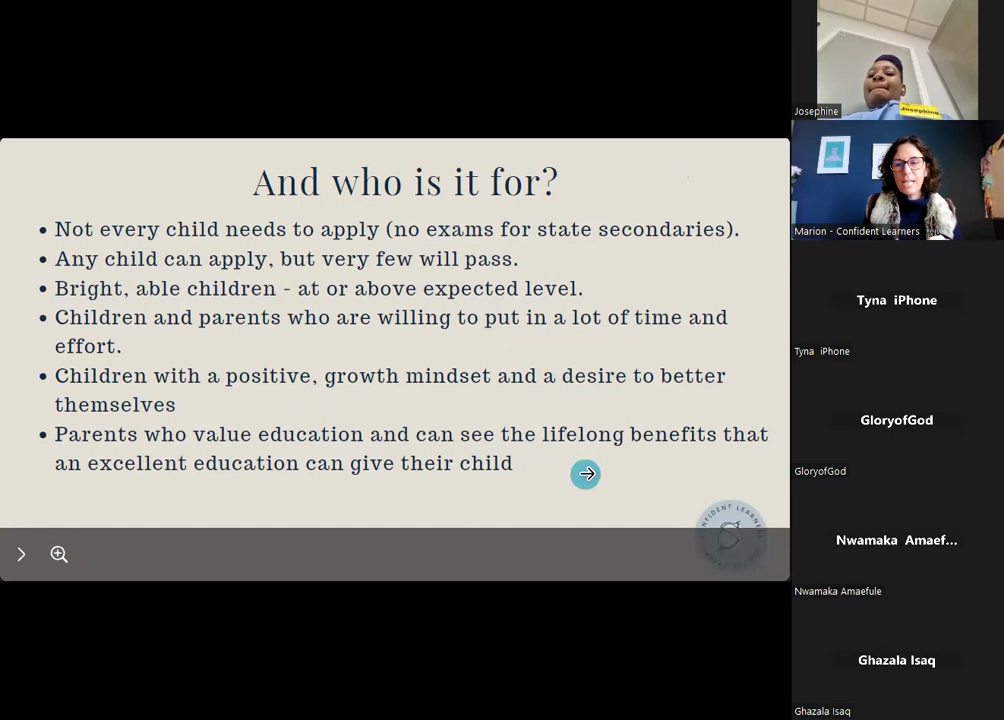 And who is it for?
• Not every child needs to apply (no exams for state secondaries).
• Any child can apply, but very few will pass.
• Bright, able children - at or above expected level.
• Children and parents who are willing to put in a lot of time and
effort.
• Children with a positive, growth mindset and a desire to better
themselves
• Parents who value education and can see the lifelong benefits that
an excellent education can give their child
Josephine
Josephine
Marion - Confident Learners
Tyna iPhone
Tyna iPhone
GloryofGod
GloryofGod
Nwamaka Amaef...
Nwamaka Amaefule
Ghazala Isaq
Ghazala Isaq